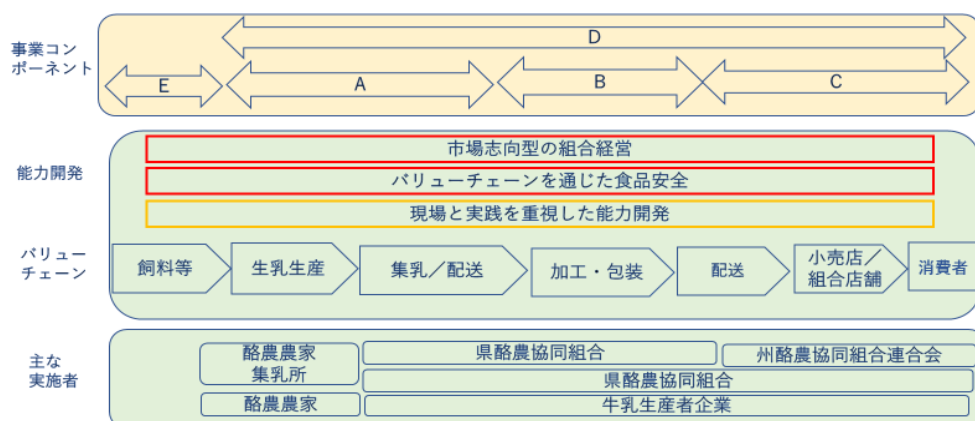 事業コン
ポーネント
D
E
A
B
C
能力開発
市場志向型の組合経営
バリューチェーンを通じた食品安全
現場と実践を重視した能力開発
バリュー
チェーン
飼料等
生乳生産
集乳／配送
加工・包装
配送
小売店／
組合店舗
消費者
主な
実施者
酪農農家
集乳所
県酪農協同組合
州酪農協同組合連合会
県酪農協同組合
酪農農家
牛乳生産者企業